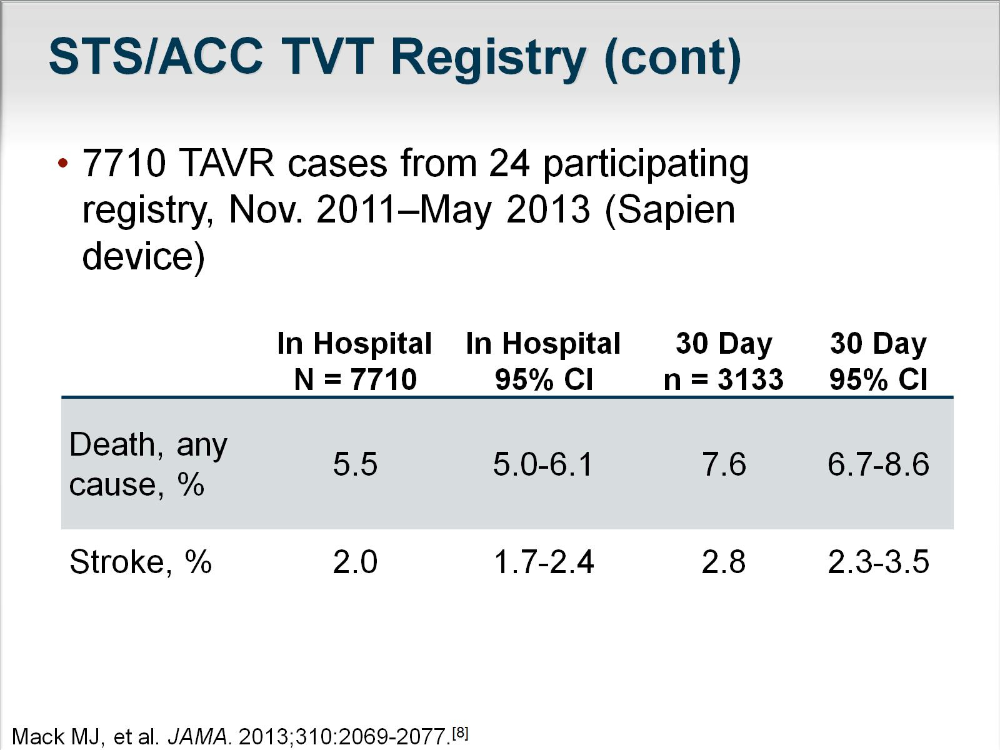 STS/ACC TVT Registry (cont)
• 7710 TAVR cases from 24 participating
registry, Nov. 2011–May 2013 (Sapien
device)
In Hospital In Hospital 30 Day 30 Day
N = 7710 95% CI n = 3133 95% CI
Death, any
cause, % 5.5 5.0-6.1 7.6 6.7-8.6
Stroke, % 2.0 1.7-2.4 2.8 2.3-3.5
Mack MJ, et al. JAMA. 2013;310:2069-2077.[8]